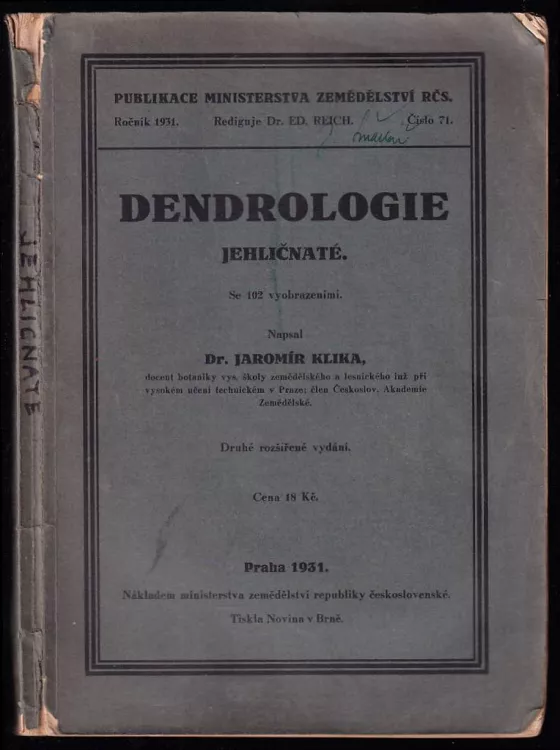 PUBLIKACE MINISTERSTVA ZEMĚDĚLSTVÍ RČS.
Ročník 1931. Rediguje Dr. ED. REICH. Číslo 71.
DENDROLOGIE
JEHLIČNATÉ.
Se 102 vyobrazeními.
Napsal
Dr. JAROMÍR KLIKA,
docent botaniky vys. školy zemědělského a lesnického inž při
vysokém učení technickém v Praze; člen Českoslov. Akademie
Zemědělské.
Druhé rozšířené vydání.
Cena 18 Kč.
Praha 1931.
Nákladem ministerstva zemědělství republiky československé.
Tiskla Novina v Brně.
JEHLIČNATÉ